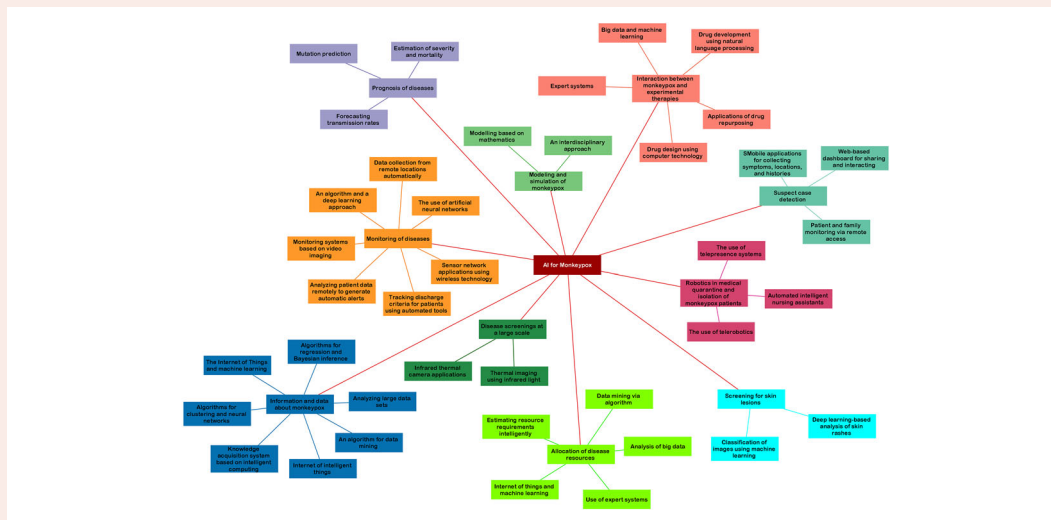 Mutation prediction
Estimation of severity
and mortality
Prognosis of diseases
Forecasting
transmission rates
Big data and machine
learning
Drug development
using natural
language processing
Expert systems
Interaction between
monkeypox and
experimental
therapies
Applications of drug
repurposing
Drug design using
computer technology
Modelling based on
mathematics
An interdisciplinary
approach
Modeling and
simulation of
monkeypox
SMobile applications
for collecting
symptoms, locations,
and histories
Web-based
dashboard for sharing
and interacting
Suspect case
detection
Patient and family
monitoring via remote
access
Data collection from
remote locations
automatically
An algorithm and a
deep learning
approach
The use of artificial
neural networks
Monitoring systems
based on video
imaging
Monitoring of diseases
Sensor network
applications using
wireless technology
Analyzing patient data
remotely to generate
automatic alerts
Tracking discharge
criteria for patients
using automated tools
AI for Monkeypox
The use of
telepresence systems
Robotics in medical
quarantine and
isolation of
monkeypox patients
Automated intelligent
nursing assistants
The use of telerobotics
Disease screenings at
a large scale
Infrared thermal
camera applications
Thermal imaging
using infrared light
Algorithms for
regression and
Bayesian inference
The Internet of Things
and machine learning
Information and data
about monkeypox
Analyzing large data
sets
Algorithms for
clustering and neural
networks
An algorithm for data
mining
Knowledge
acquisition system
based on intelligent
computing
Internet of intelligent
things
Data mining via
algorithm
Estimating resource
requirements
intelligently
Allocation of disease
resources
Analysis of big data
Internet of things and
machine learning
Use of expert systems
Screening for skin
lesions
Deep learning-based
analysis of skin
rashes
Classification of
images using machine
learning